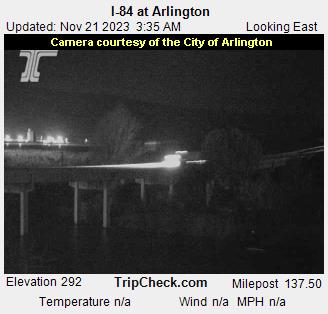 I-84 at Arlington
Updated: Nov 21 2023 3:35 AM Looking East
Camera courtesy of the City of Arlington
Elevation 292 TripCheck.com Milepost 137.50
Temperature n/a Wind n/a MPH n/a